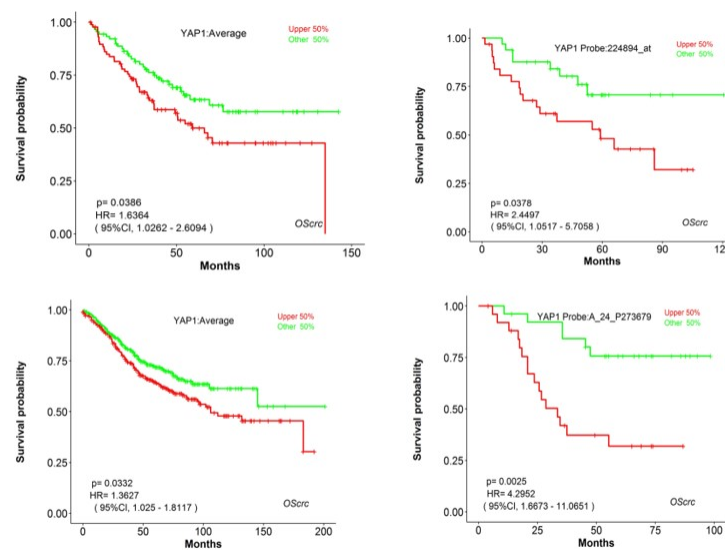 YAP1:Average
Upper 50%
Other 50%
1.00
0.75
0.50
0.25
0.00
Survival probability
p= 0.0386
HR= 1.6364
( 95%CI, 1.0262 - 2.6094 )
OScrc
0
50
100
150
Months
YAP1 Probe:224894_at
Upper 50%
Other 50%
1.00
0.75
0.50
0.25
0.00
Survival probability
p= 0.0378
HR= 2.4497
( 95%CI, 1.0517 - 5.7058 )
OScrc
0
30
60
90
Months
YAP1:Average
Upper 50%
Other 50%
1.00
0.75
0.50
0.25
0.00
Survival probability
p= 0.0332
HR= 1.3627
( 95%CI, 1.025 - 1.8117 )
OScrc
0
50
100
150
200
Months
YAP1 Probe:A_24_P273679
Upper 50%
Other 50%
1.00
0.75
0.50
0.25
0.00
Survival probability
p= 0.0025
HR= 4.2952
( 95%CI, 1.6673 - 11.0651 )
OScrc
0
25
50
75
100
Months